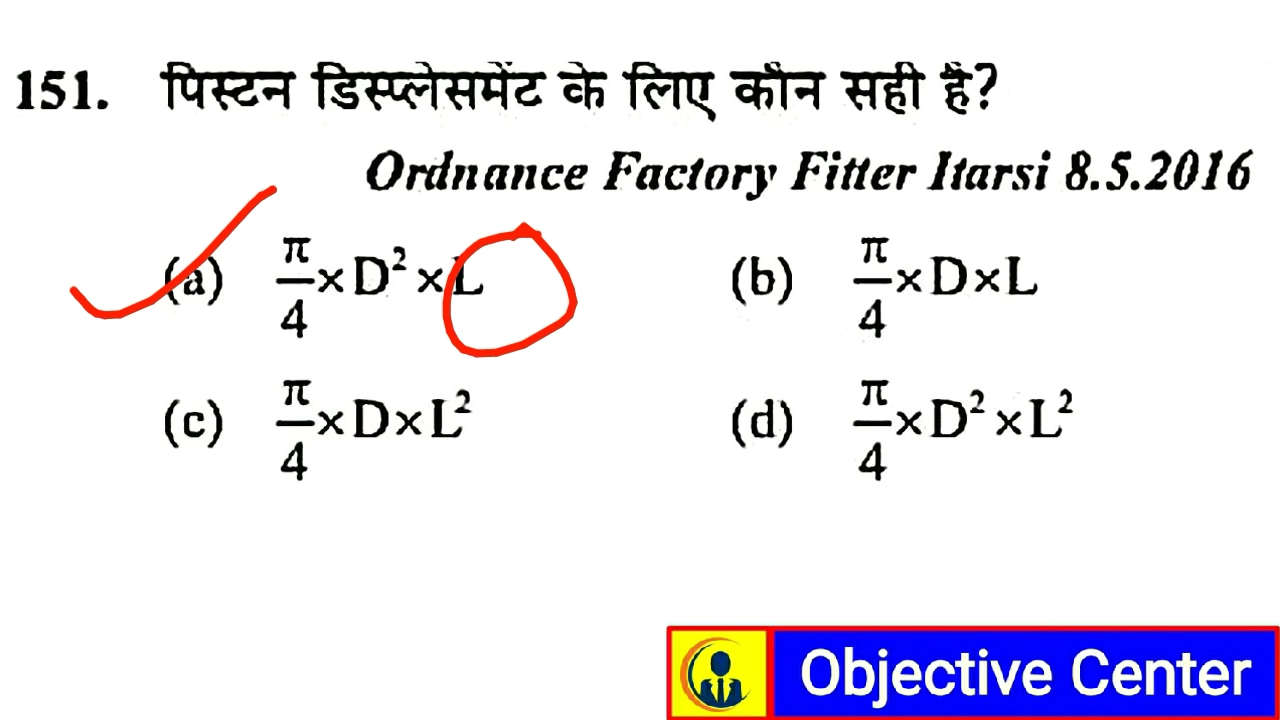 151. पिस्टन डिस्प्लेसमेंट के लिए कौन सही है?
Ordnance Factory Fitter Itarsi 8.5.2016
(a) π/4 × D² × L (b) π/4 × D × L
(c) π/4 × D × L² (d) π/4 × D² × L²
Objective Center